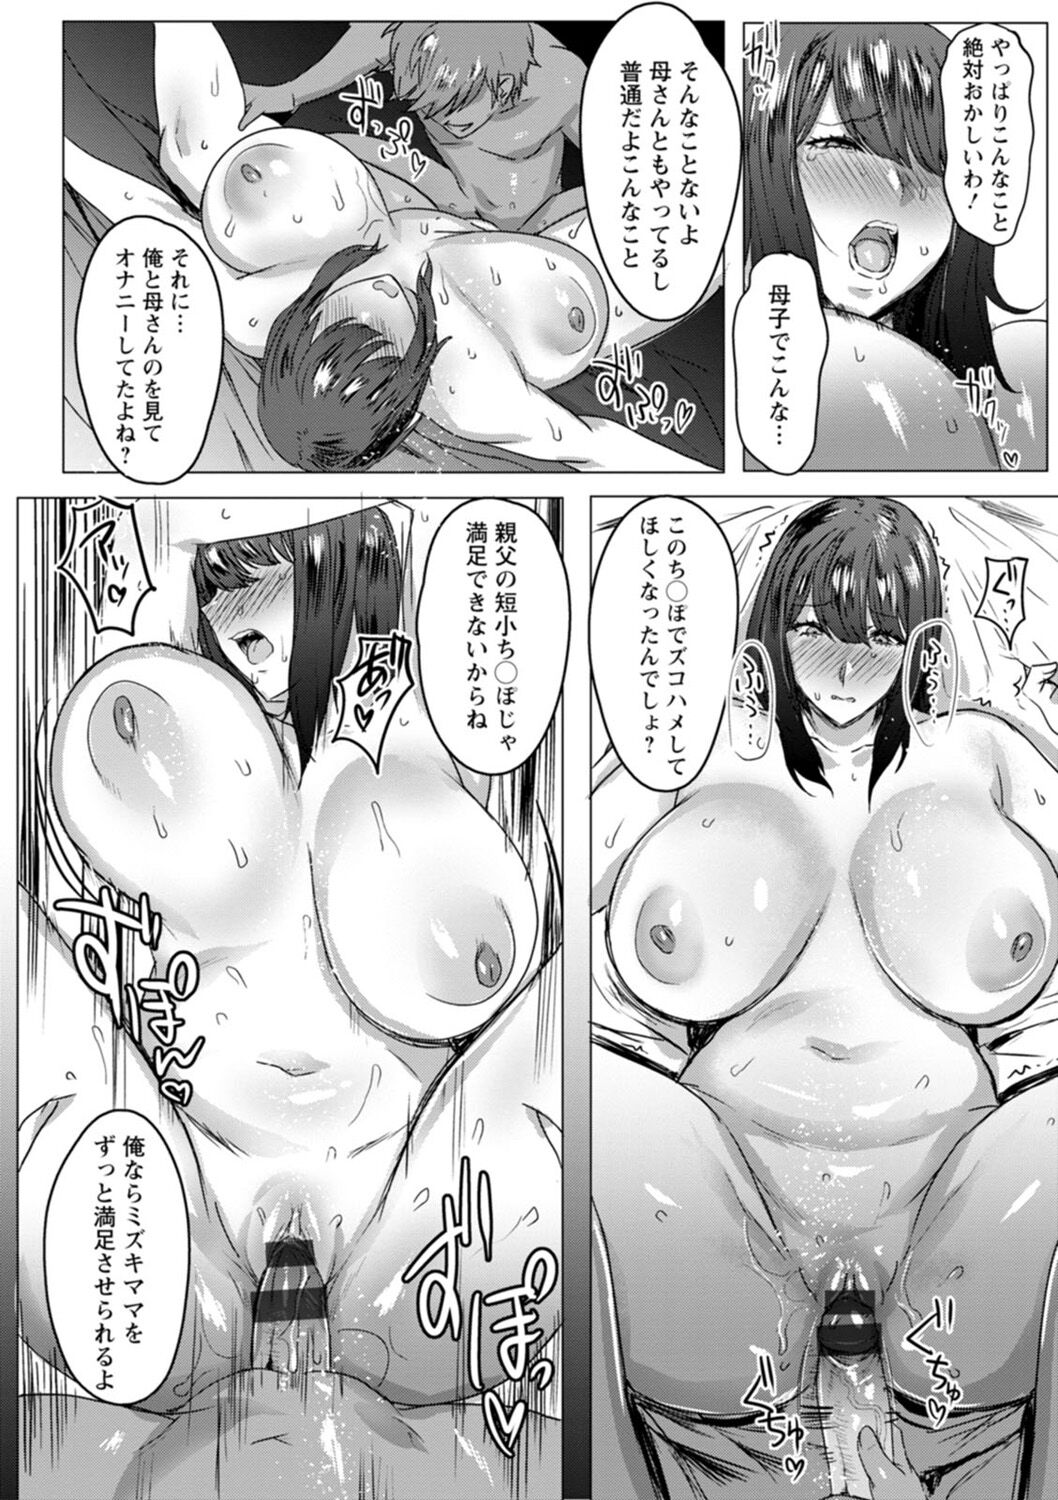 やっぱりこんなこと
絶対おかしいわ!
母子でこんな…
ガクッ
ガクッ
そんなことないよ
母さんともやってるし
普通だよこんなこと
それに…
俺と母さんのを見て
オナニーしてたよね?
ずっぷ
ずぷっ
このち〇ぽでズコハメして
ほしくなったんでしょ?
ふぅ…
ふぅ…
くちゅ
くちゅ
親父の短小ち〇ぽじゃ
満足できないからね
アッ
あぁっ
ずぽん
ずぽっ
俺ならミズキママを
ずっと満足させられるよ